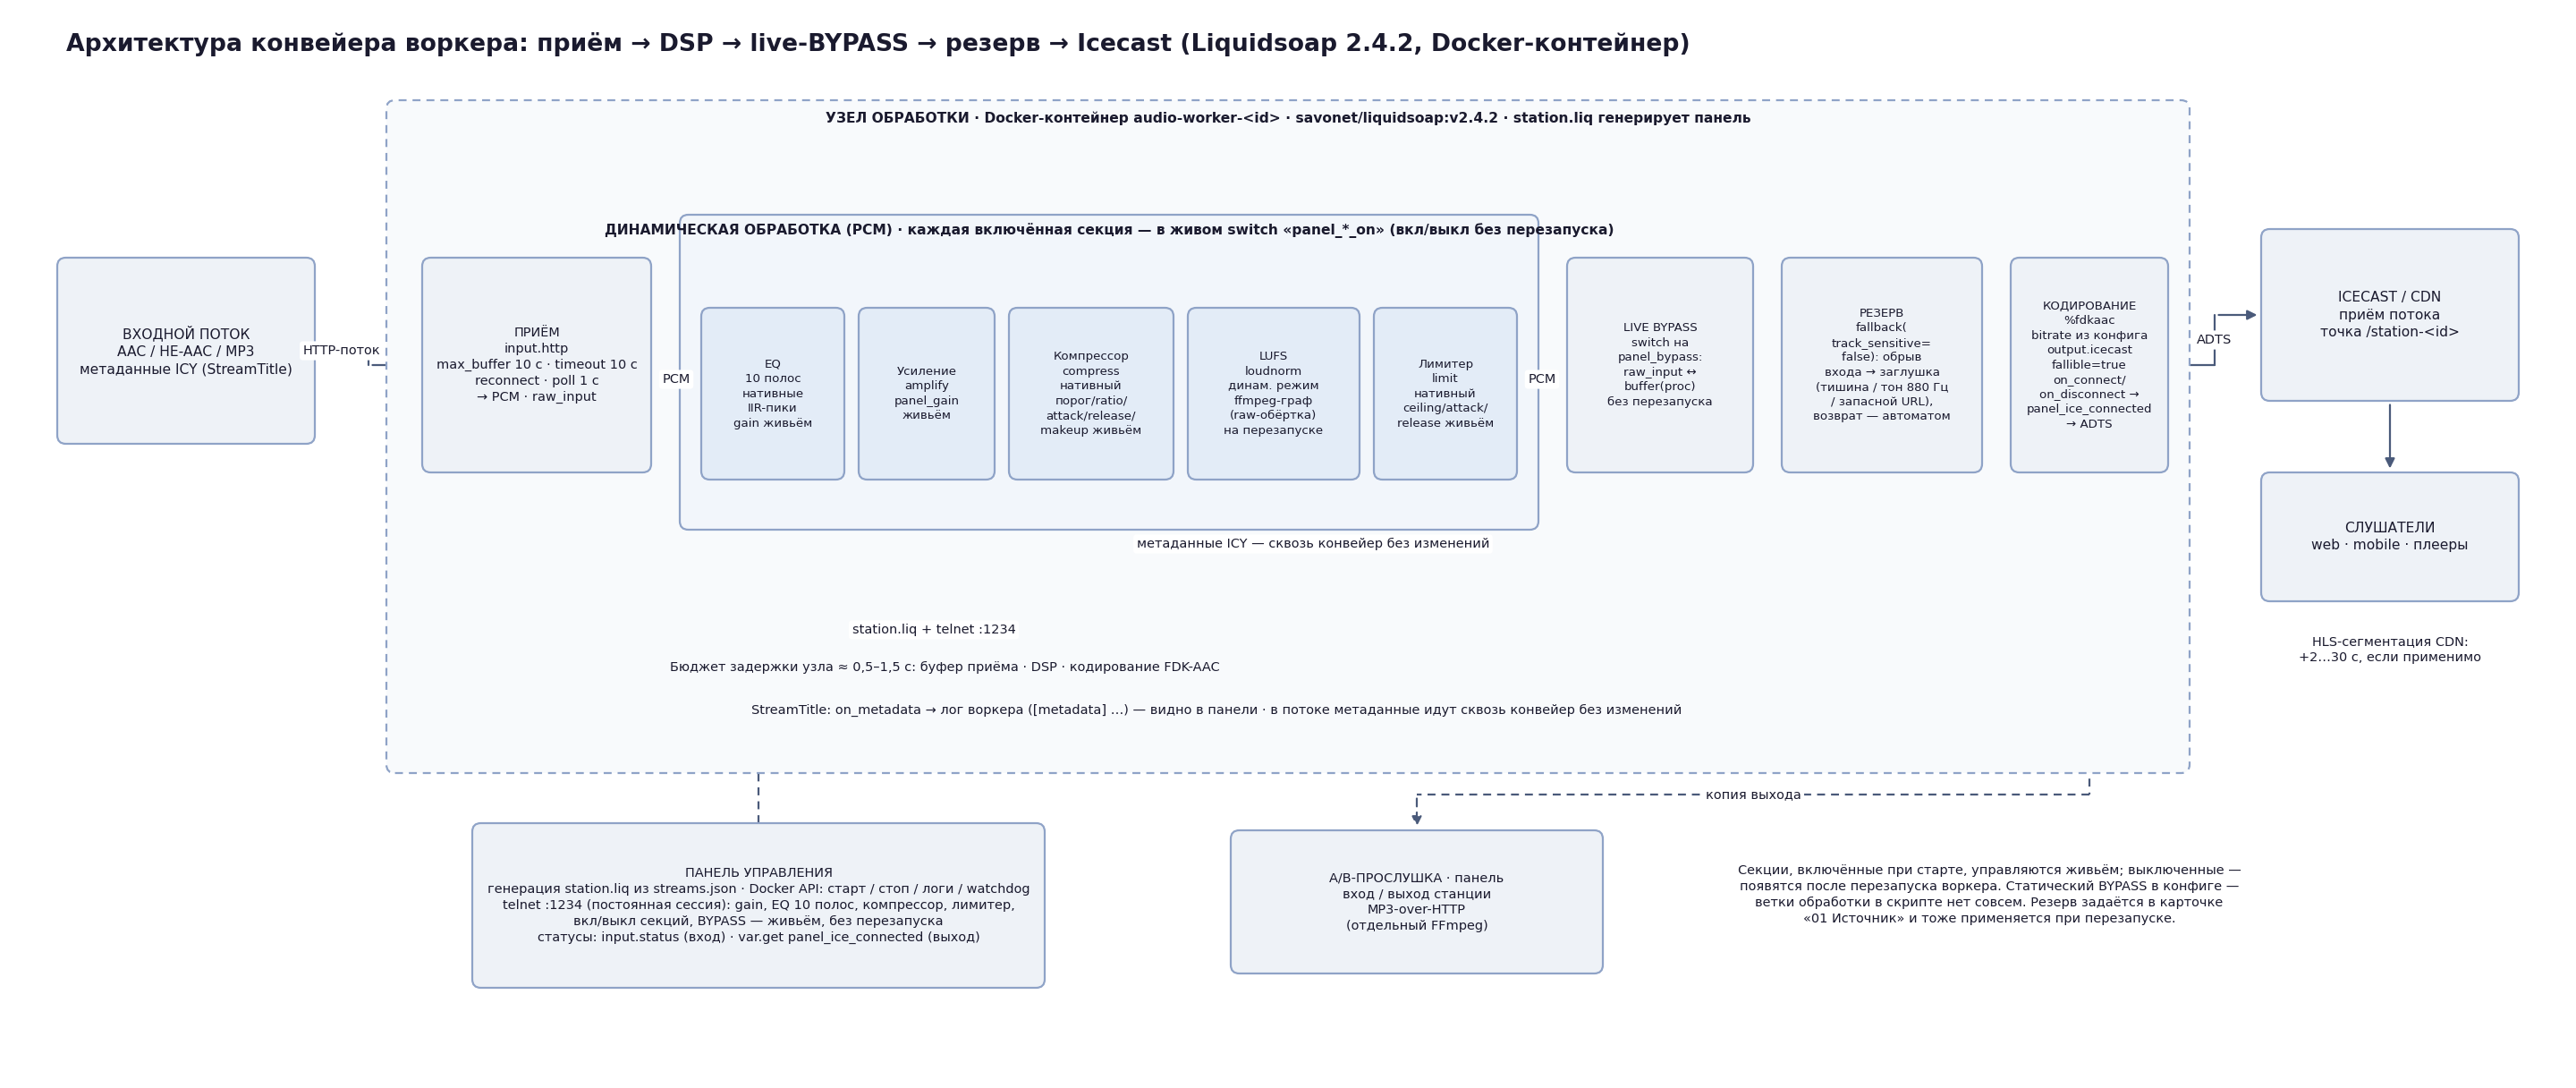 Архитектура конвейера воркера: приём → DSP → live-BYPASS → резерв → Icecast (Liquidsoap 2.4.2, Docker-контейнер)
УЗЕЛ ОБРАБОТКИ · Docker-контейнер audio-worker-<id> · savonet/liquidsoap:v2.4.2 · station.liq генерирует панель
ДИНАМИЧЕСКАЯ ОБРАБОТКА (PCM) · каждая включённая секция — в живом switch «panel_*_on» (вкл/выкл без перезапуска)
ВХОДНОЙ ПОТОК
AAC / HE-AAC / MP3
метаданные ICY (StreamTitle)
HTTP-поток
ПРИЁМ
input.http
max_buffer 10 с · timeout 10 с
reconnect · poll 1 с
→ PCM · raw_input
PCM
EQ
10 полос
нативные
IIR-пики
gain живьём
Усиление
amplify
panel_gain
живьём
Компрессор
compress
нативный
порог/ratio/
attack/release/
makeup живьём
LUFS
loudnorm
динам. режим
ffmpeg-граф
(raw-обёртка)
на перезапуске
Лимитер
limit
нативный
ceiling/attack/
release живьём
PCM
LIVE BYPASS
switch на
panel_bypass:
raw_input ↔
buffer(proc)
без перезапуска
РЕЗЕРВ
fallback(
track_sensitive=
false): обрыв
входа → заглушка
(тишина / тон 880 Гц
/ запасной URL),
возврат — автоматом
КОДИРОВАНИЕ
%fdkaac
bitrate из конфига
output.icecast
fallible=true
on_connect/
on_disconnect →
panel_ice_connected
→ ADTS
ADTS
ICECAST / CDN
приём потока
точка /station-<id>
СЛУШАТЕЛИ
web · mobile · плееры
HLS-сегментация CDN:
+2…30 с, если применимо
метаданные ICY — сквозь конвейер без изменений
station.liq + telnet :1234
Бюджет задержки узла ≈ 0,5–1,5 с: буфер приёма · DSP · кодирование FDK-AAC
StreamTitle: on_metadata → лог воркера ([metadata] …) — видно в панели · в потоке метаданные идут сквозь конвейер без изменений
копия выхода
ПАНЕЛЬ УПРАВЛЕНИЯ
генерация station.liq из streams.json · Docker API: старт / стоп / логи / watchdog
telnet :1234 (постоянная сессия): gain, EQ 10 полос, компрессор, лимитер,
вкл/выкл секций, BYPASS — живьём, без перезапуска
статусы: input.status (вход) · var.get panel_ice_connected (выход)
A/B-ПРОСЛУШКА · панель
вход / выход станции
MP3-over-HTTP
(отдельный FFmpeg)
Секции, включённые при старте, управляются живьём; выключенные —
появятся после перезапуска воркера. Статический BYPASS в конфиге —
ветки обработки в скрипте нет совсем. Резерв задаётся в карточке
«01 Источник» и тоже применяется при перезапуске.